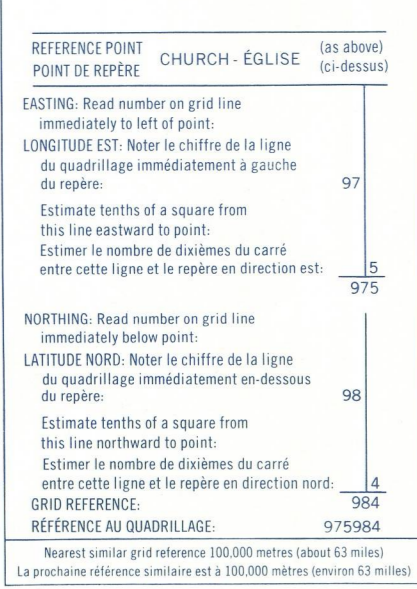 REFERENCE POINT CHURCH - ÉGLISE (as above)
POINT DE REPÈRE (ci-dessus)
EASTING: Read number on grid line
immediately to left of point:
LONGITUDE EST: Noter le chiffre de la ligne
du quadrillage immédiatement à gauche
du repère: 97
Estimate tenths of a square from
this line eastward to point:
Estimer le nombre de dixièmes du carré
entre cette ligne et le repère en direction est: 5
975
NORTHING: Read number on grid line
immediately below point:
LATITUDE NORD: Noter le chiffre de la ligne
du quadrillage immédiatement en-dessous
du repère: 98
Estimate tenths of a square from
this line northward to point:
Estimer le nombre de dixièmes du carré
entre cette ligne et le repère en direction nord: 4
GRID REFERENCE: 984
RÉFÉRENCE AU QUADRILLAGE: 975984
Nearest similar grid reference 100,000 metres (about 63 miles)
La prochaine référence similaire est à 100,000 mètres (environ 63 milles)